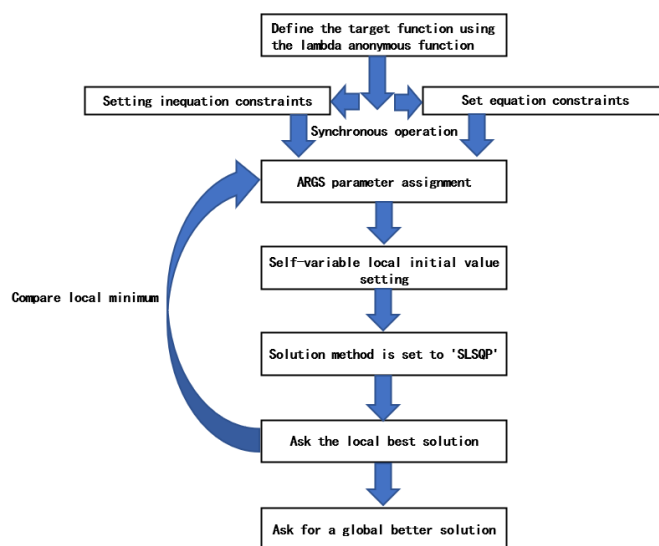 Define the target function using
the lambda anonymous function
Setting inequation constraints
Set equation constraints
Synchronous operation
ARGS parameter assignment
Self-variable local initial value
setting
Compare local minimum
Solution method is set to 'SLSQP'
Ask the local best solution
Ask for a global better solution